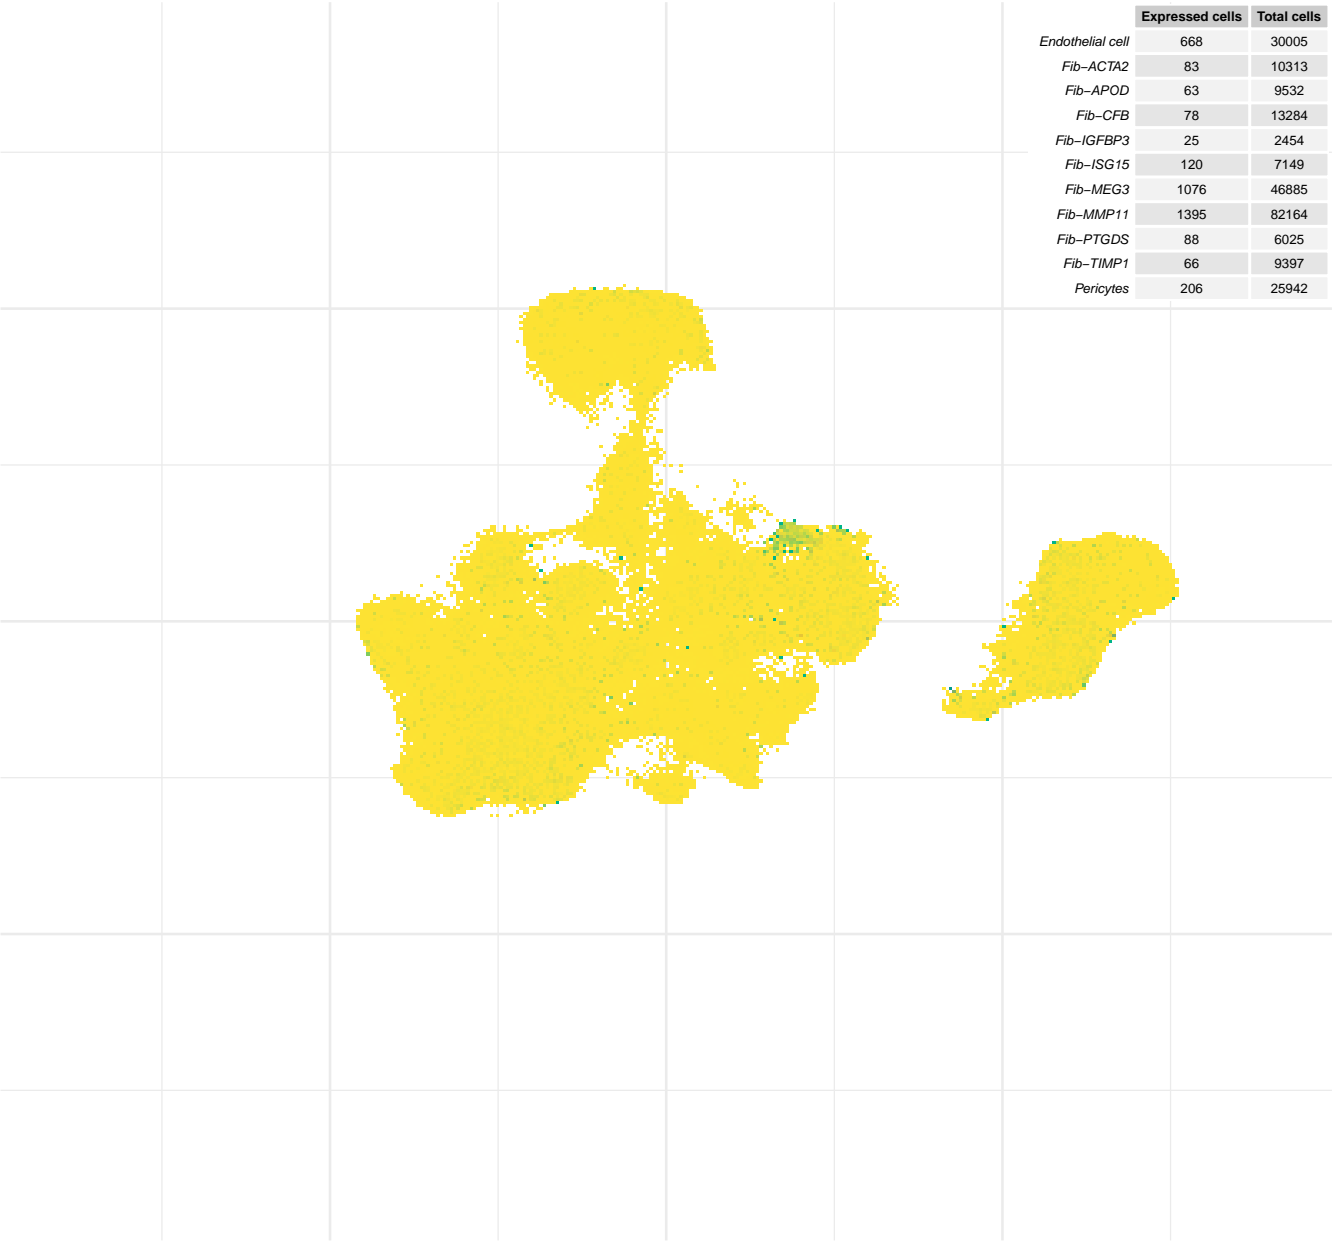 Expressed cells Total cells
Endothelial cell 668 30005
Fib−ACTA2 83 10313
Fib−APOD 63 9532
Fib−CFB 78 13284
Fib−IGFBP3 25 2454
Fib−ISG15 120 7149
Fib−MEG3 1076 46885
Fib−MMP11 1395 82164
Fib−PTGDS 88 6025
Fib−TIMP1 66 9397
Pericytes 206 25942